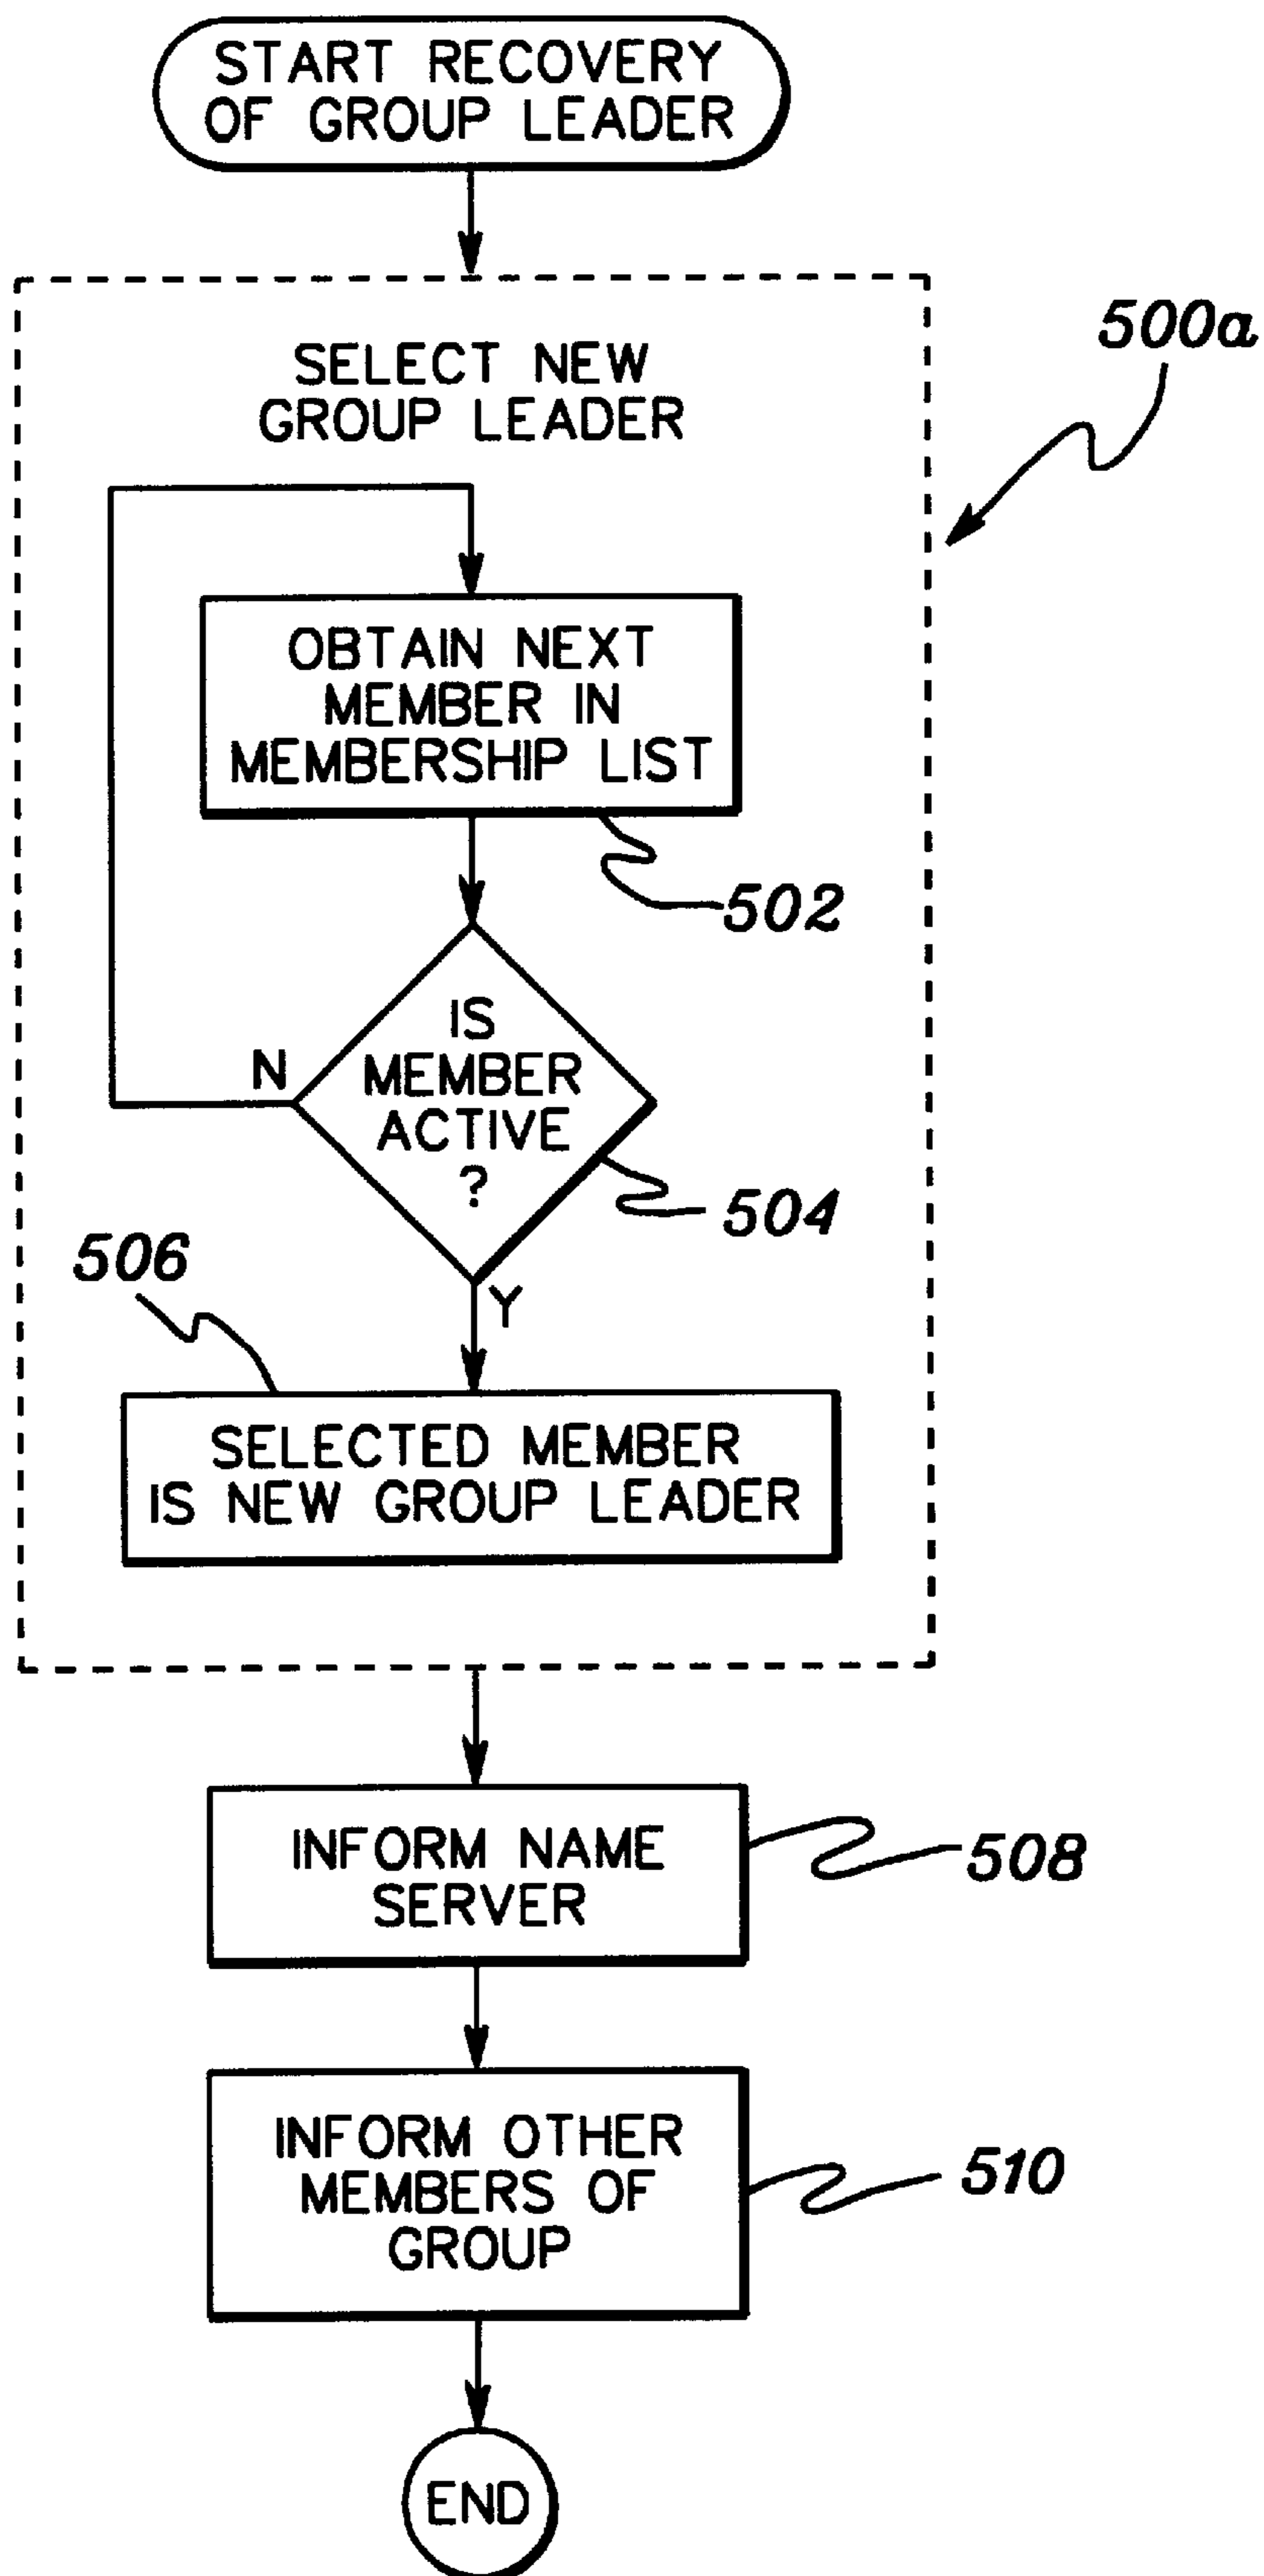 START RECOVERY
OF GROUP LEADER
500a
SELECT NEW
GROUP LEADER
OBTAIN NEXT
MEMBER IN
MEMBERSHIP LIST
502
IS
MEMBER
ACTIVE
?
N
504
Y
506
SELECTED MEMBER
IS NEW GROUP LEADER
INFORM NAME
SERVER
508
INFORM OTHER
MEMBERS OF
GROUP
510
END